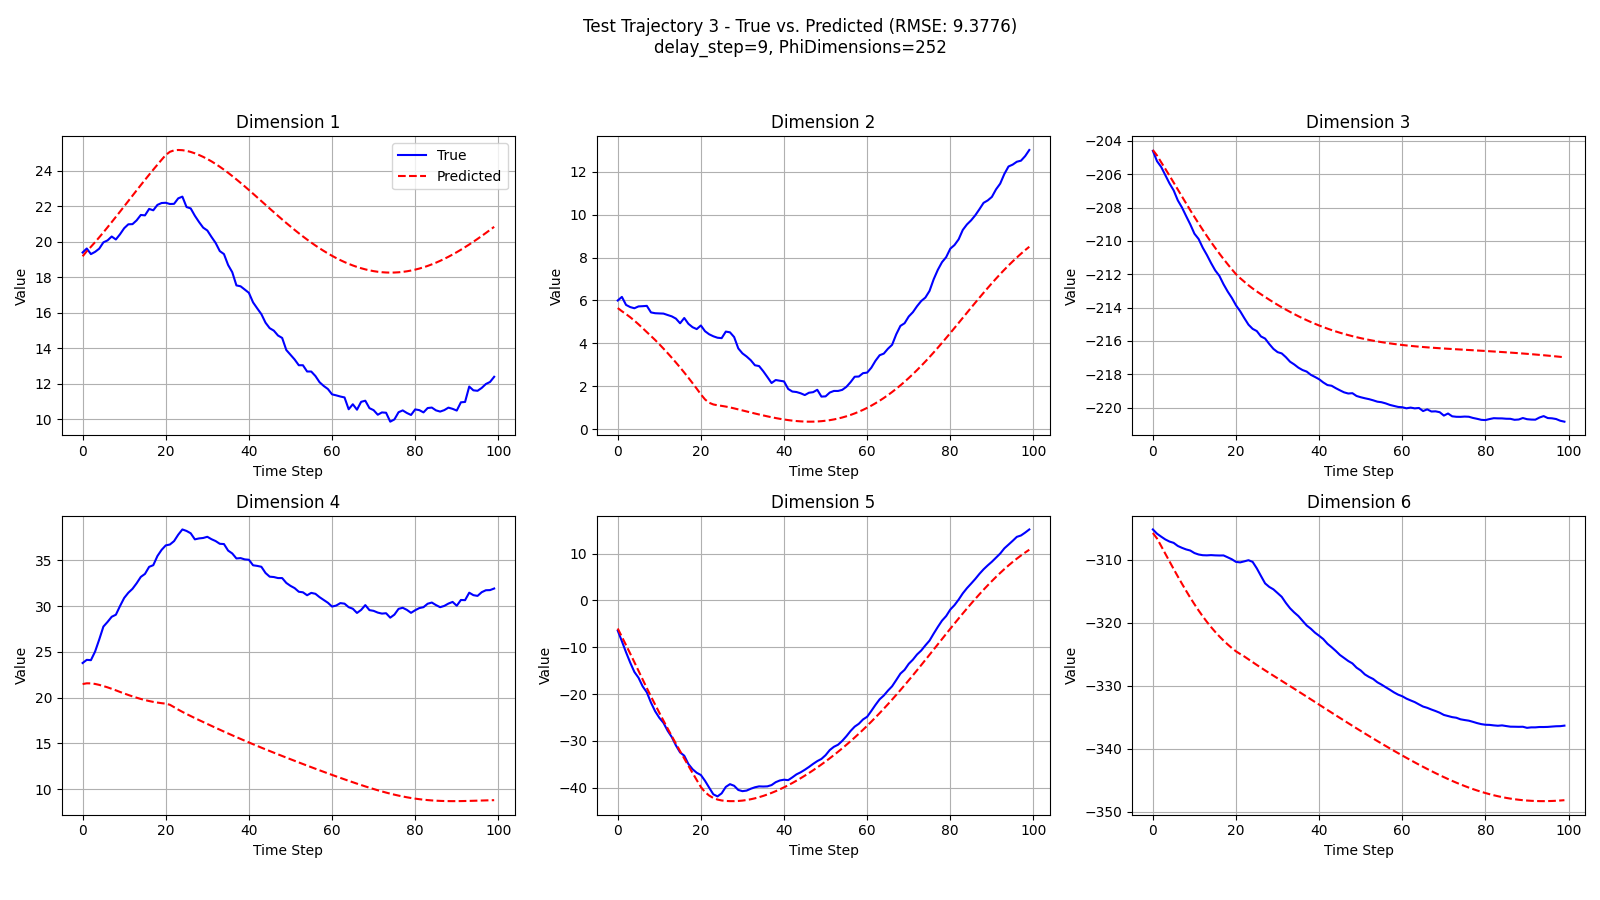 Test Trajectory 3 - True vs. Predicted (RMSE: 9.3776)
delay_step=9, PhiDimensions=252
Dimension 1
True
Predicted
24
22
20
18
16
14
12
10
Value
0 20 40 60 80 100
Time Step
Dimension 2
12
10
8
6
4
2
0
Value
0 20 40 60 80 100
Time Step
Dimension 3
−204
−206
−208
−210
−212
−214
−216
−218
−220
Value
0 20 40 60 80 100
Time Step
Dimension 4
35
30
25
20
15
10
Value
0 20 40 60 80 100
Time Step
Dimension 5
10
0
−10
−20
−30
−40
Value
0 20 40 60 80 100
Time Step
Dimension 6
−310
−320
−330
−340
−350
Value
0 20 40 60 80 100
Time Step